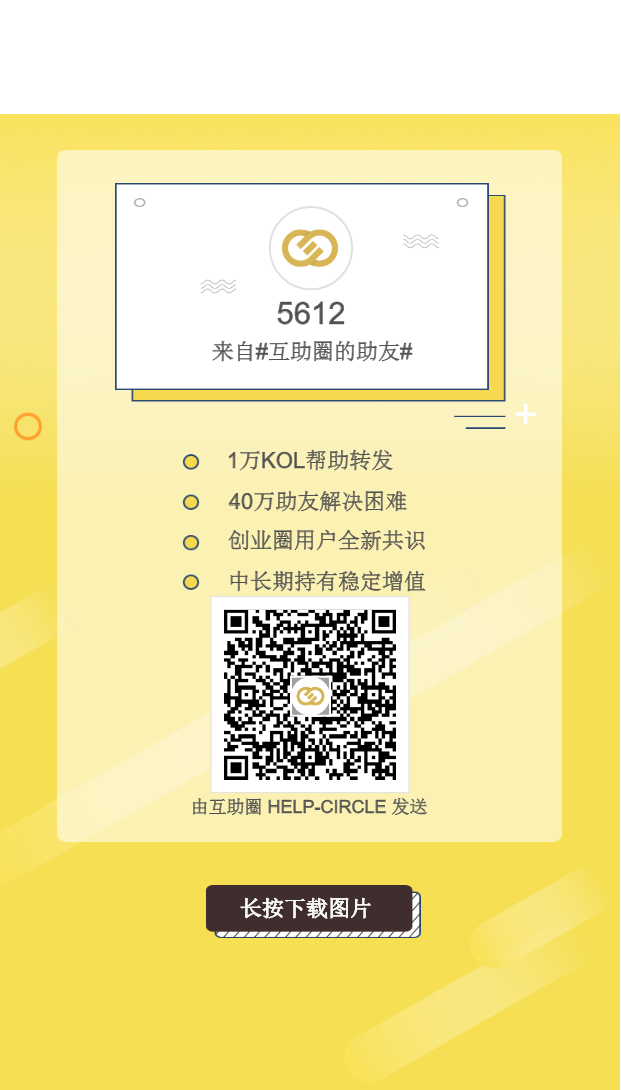 5612
来自#互助圈的助友#
1万KOL帮助转发
40万助友解决困难
创业圈用户全新共识
中长期持有稳定增值
由互助圈 HELP-CIRCLE 发送
长按下载图片